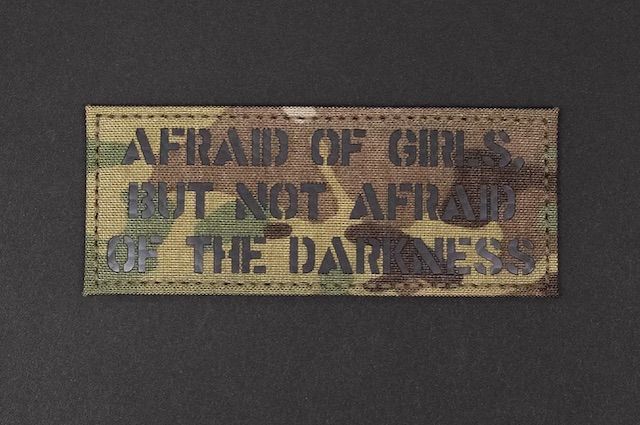 AFRAID OF GIRLS,
BUT NOT AFRAID
OF THE DARKNESS